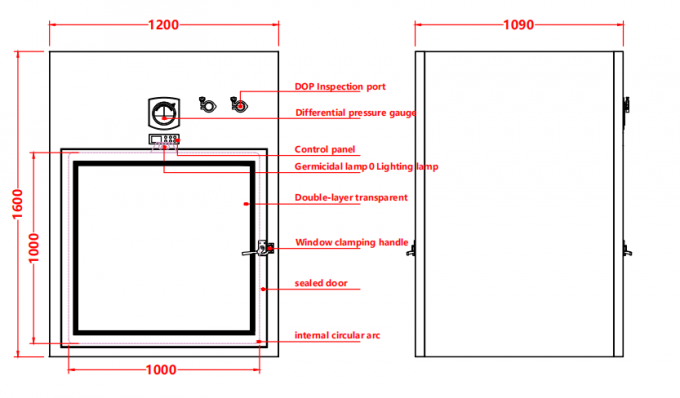 1200
1090
DOP Inspection port
Differential pressure gauge
Control panel
Germicidal lamp0 Lighting lamp
Double-layer transparent
Window clamping handle
sealed door
internal circular arc
1600
1000
1000